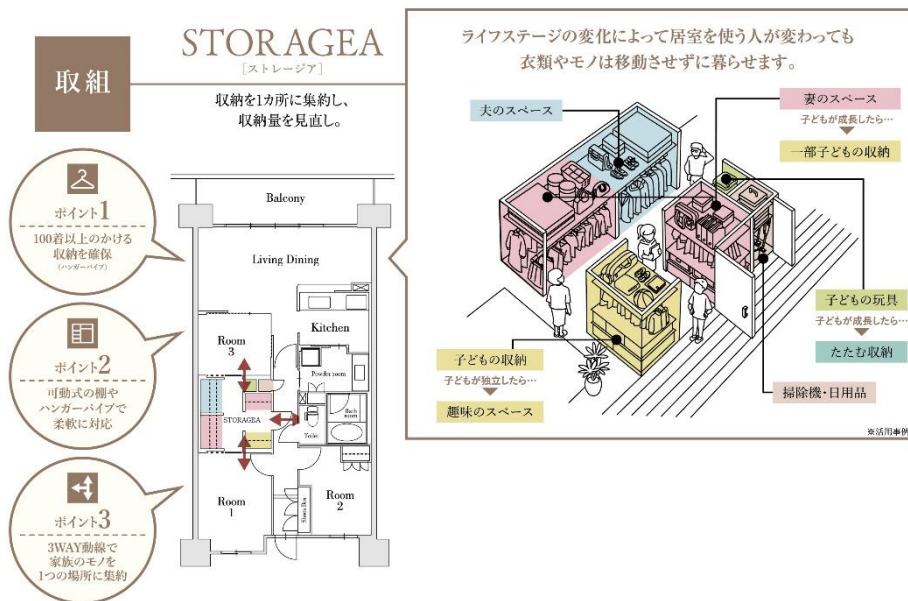 取組
STORAGEA
[ストレージア]
収納を1カ所に集約し、
収納量を見直し。
ポイント1
100着以上のかける
収納を確保
(ハンガーパイプ)
ポイント2
可動式の棚や
ハンガーパイプで
柔軟に対応
ポイント3
3WAY動線で
家族のモノを
1つの場所に集約
Balcony
Living Dining
Kitchen
Room
3
Powder room
STORAGEA
Toilet
Bath
room
Room
1
Room
2
Shoes Box
ライフステージの変化によって居室を使う人が変わっても
衣類やモノは移動させずに暮らせます。
夫のスペース
妻のスペース
子どもが成長したら…
一部子どもの収納
子どもの玩具
子どもが成長したら…
たたむ収納
掃除機・日用品
子どもの収納
子どもが独立したら…
趣味のスペース
※活用事例